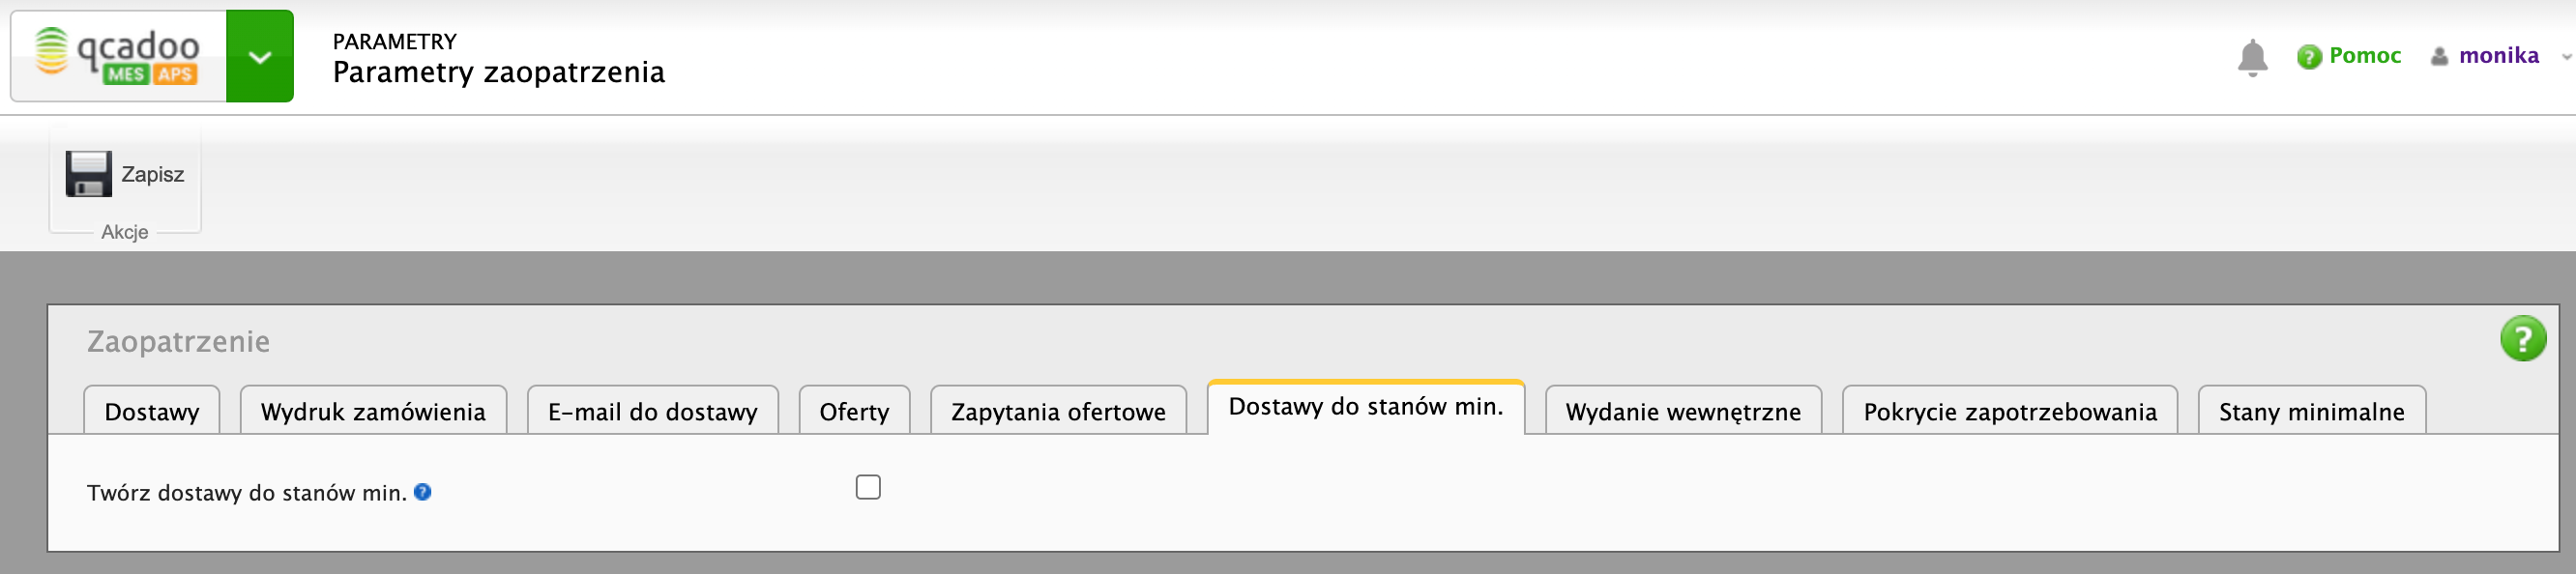 qcadoo
MES APS
PARAMETRY
Parametry zaopatrzenia
Pomoc
monika
Zapisz
Akcje
Zaopatrzenie
Dostawy
Wydruk zamówienia
E-mail do dostawy
Oferty
Zapytania ofertowe
Dostawy do stanów min.
Wydanie wewnętrzne
Pokrycie zapotrzebowania
Stany minimalne
Twórz dostawy do stanów min.